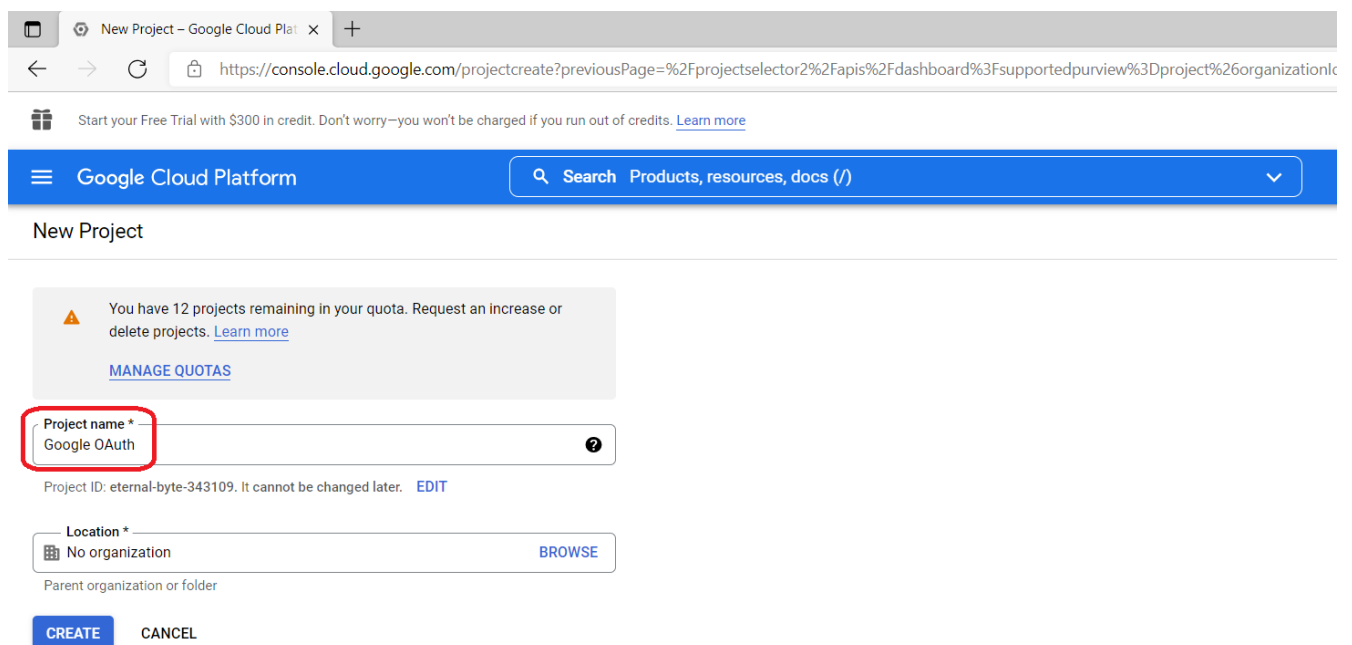 New Project – Google Cloud Plat
https://console.cloud.google.com/projectcreate?previousPage=%2Fprojectselector2%2Fapis%2Fdashboard%3Fsupportedpurview%3Dproject%26organizationId
Start your Free Trial with $300 in credit. Don't worry—you won't be charged if you run out of credits. Learn more
Google Cloud Platform
Search Products, resources, docs (/)
New Project
You have 12 projects remaining in your quota. Request an increase or
delete projects. Learn more
MANAGE QUOTAS
Project name *
Google OAuth
Project ID: eternal-byte-343109. It cannot be changed later. EDIT
Location *
No organization BROWSE
Parent organization or folder
CREATE CANCEL